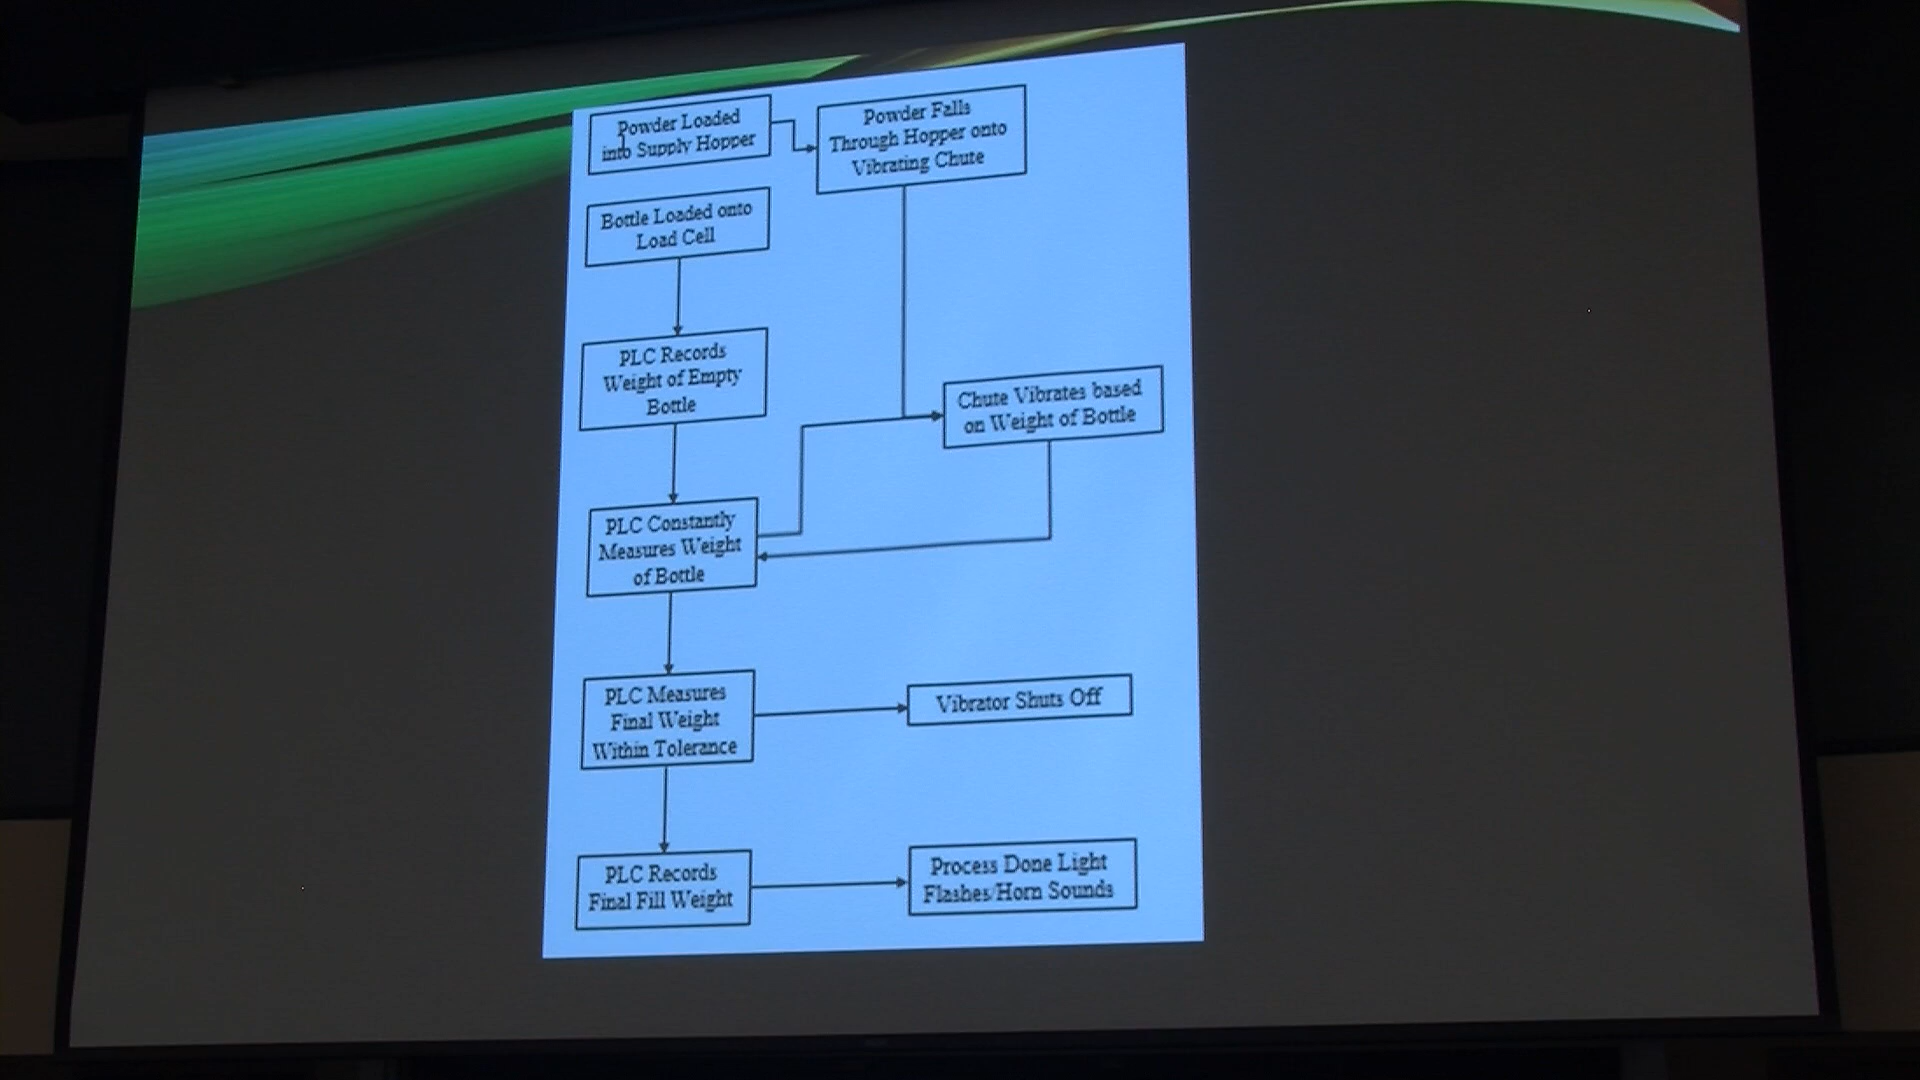 Powder Loaded
into Supply Hopper
Powder Falls
Through Hopper onto
Vibrating Chute
Bottle Loaded onto
Load Cell
PLC Records
Weight of Empty
Bottle
Chute Vibrates based
on Weight of Bottle
PLC Constantly
Measures Weight
of Bottle
PLC Measures
Final Weight
Within Tolerance
Vibrator Shuts Off
PLC Records
Final Fill Weight
Process Done Light
Flashes/Horn Sounds